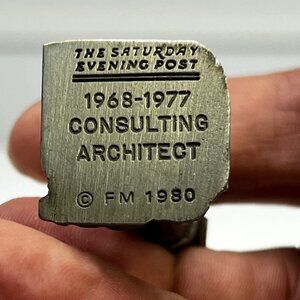 THE SATURDAY
EVENING POST
1968-1977
CONSULTING
ARCHITECT
© FM 1980